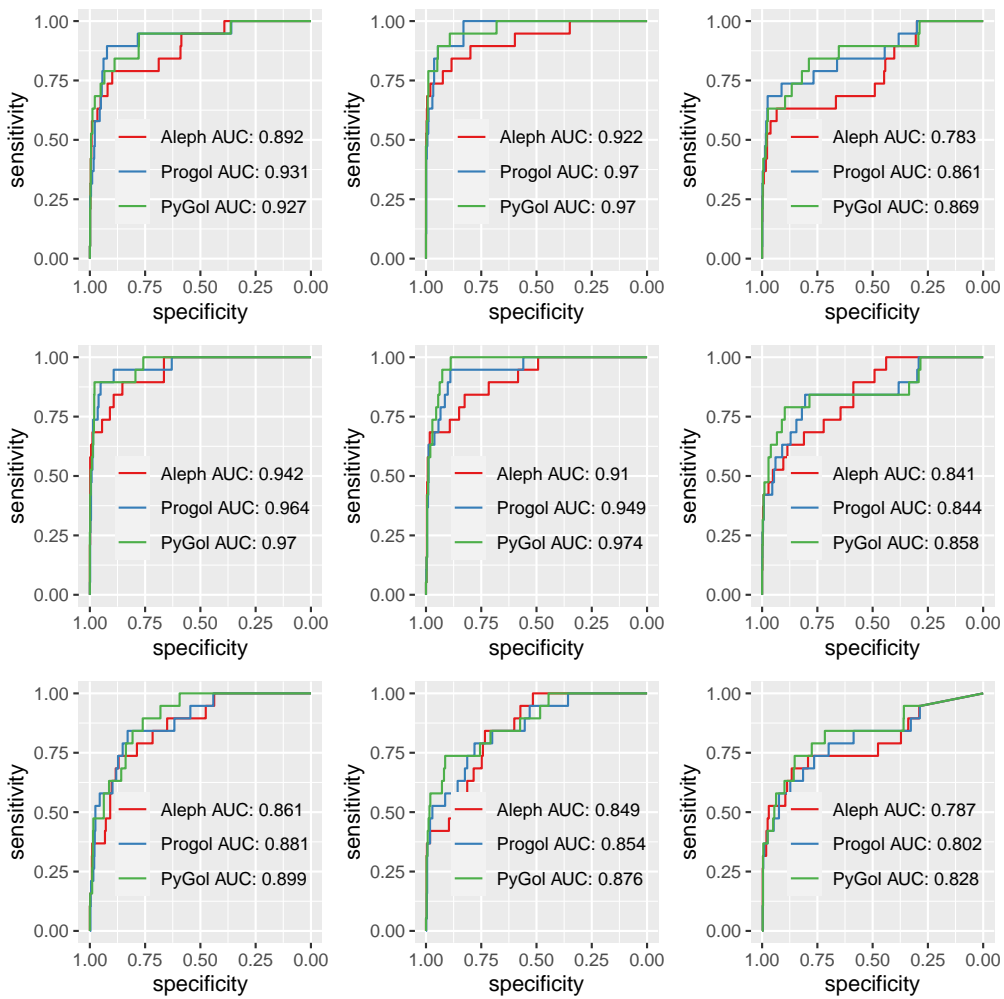 1.00
0.75
0.50
0.25
0.00
sensitivity
Aleph AUC: 0.892
Progol AUC: 0.931
PyGol AUC: 0.927
1.00 0.75 0.50 0.25 0.00
specificity
1.00
0.75
0.50
0.25
0.00
sensitivity
Aleph AUC: 0.922
Progol AUC: 0.97
PyGol AUC: 0.97
1.00 0.75 0.50 0.25 0.00
specificity
1.00
0.75
0.50
0.25
0.00
sensitivity
Aleph AUC: 0.783
Progol AUC: 0.861
PyGol AUC: 0.869
1.00 0.75 0.50 0.25 0.00
specificity
1.00
0.75
0.50
0.25
0.00
sensitivity
Aleph AUC: 0.942
Progol AUC: 0.964
PyGol AUC: 0.97
1.00 0.75 0.50 0.25 0.00
specificity
1.00
0.75
0.50
0.25
0.00
sensitivity
Aleph AUC: 0.91
Progol AUC: 0.949
PyGol AUC: 0.974
1.00 0.75 0.50 0.25 0.00
specificity
1.00
0.75
0.50
0.25
0.00
sensitivity
Aleph AUC: 0.841
Progol AUC: 0.844
PyGol AUC: 0.858
1.00 0.75 0.50 0.25 0.00
specificity
1.00
0.75
0.50
0.25
0.00
sensitivity
Aleph AUC: 0.861
Progol AUC: 0.881
PyGol AUC: 0.899
1.00 0.75 0.50 0.25 0.00
specificity
1.00
0.75
0.50
0.25
0.00
sensitivity
Aleph AUC: 0.849
Progol AUC: 0.854
PyGol AUC: 0.876
1.00 0.75 0.50 0.25 0.00
specificity
1.00
0.75
0.50
0.25
0.00
sensitivity
Aleph AUC: 0.787
Progol AUC: 0.802
PyGol AUC: 0.828
1.00 0.75 0.50 0.25 0.00
specificity